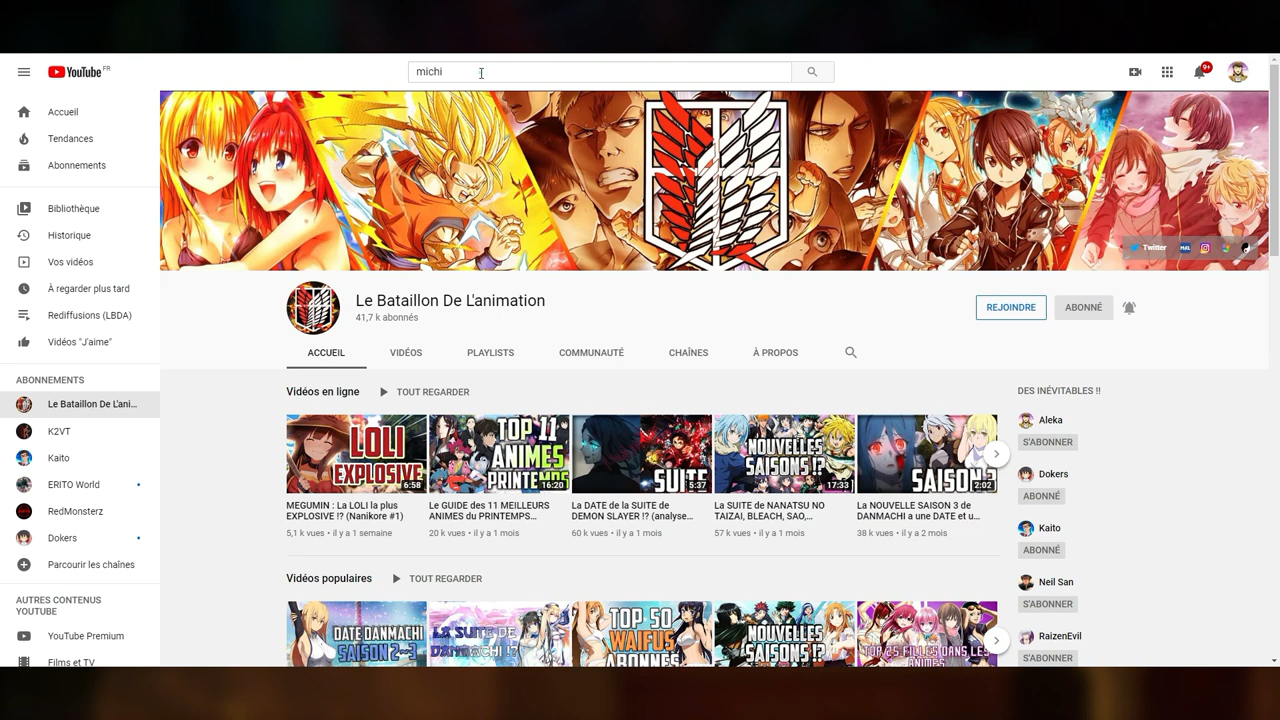 YouTube FR
michi
9+
Accueil
Tendances
Abonnements
Bibliothèque
Historique
Vos vidéos
À regarder plus tard
Rediffusions (LBDA)
Vidéos "J'aime"
ABONNEMENTS
Le Bataillon De L'ani...
K2VT
Kaito
ERITO World
RedMonsterz
Dokers
Parcourir les chaînes
AUTRES CONTENUS
YOUTUBE
YouTube Premium
Films et TV
Twitter
MAL
Le Bataillon De L'animation
41,7 k abonnés
REJOINDRE
ABONNÉ
ACCUEIL
VIDÉOS
PLAYLISTS
COMMUNAUTÉ
CHAÎNES
À PROPOS
Vidéos en ligne
TOUT REGARDER
LOLI
EXPLOSIVE
6:58
MEGUMIN : La LOLI la plus
EXPLOSIVE !? (Nanikore #1)
5,1 k vues • il y a 1 semaine
TOP 11
ANIMES
PRINTEMPS
16:20
Le GUIDE des 11 MEILLEURS
ANIMES du PRINTEMPS...
20 k vues • il y a 1 mois
SUITE
5:37
La DATE de la SUITE de
DEMON SLAYER !? (analyse...
60 k vues • il y a 1 mois
NOUVELLES
SAISONS !?
17:33
La SUITE de NANATSU NO
TAIZAI, BLEACH, SAO,...
57 k vues • il y a 1 mois
SAISON
2:02
La NOUVELLE SAISON 3 de
DANMACHI a une DATE et u...
38 k vues • il y a 2 mois
Vidéos populaires
TOUT REGARDER
DATE DANMACHI
SAISON 2~3
LA SUITE DE
DANMACHI !?
TOP 50
WAIFUS
ABONNES
NOUVELLES
SAISONS !?
TOP 25 FILLES DANS LES
ANIMES
DES INÉVITABLES !!
Aleka
S'ABONNER
Dokers
ABONNÉ
Kaito
ABONNÉ
Neil San
S'ABONNER
RaizenEvil
S'ABONNER